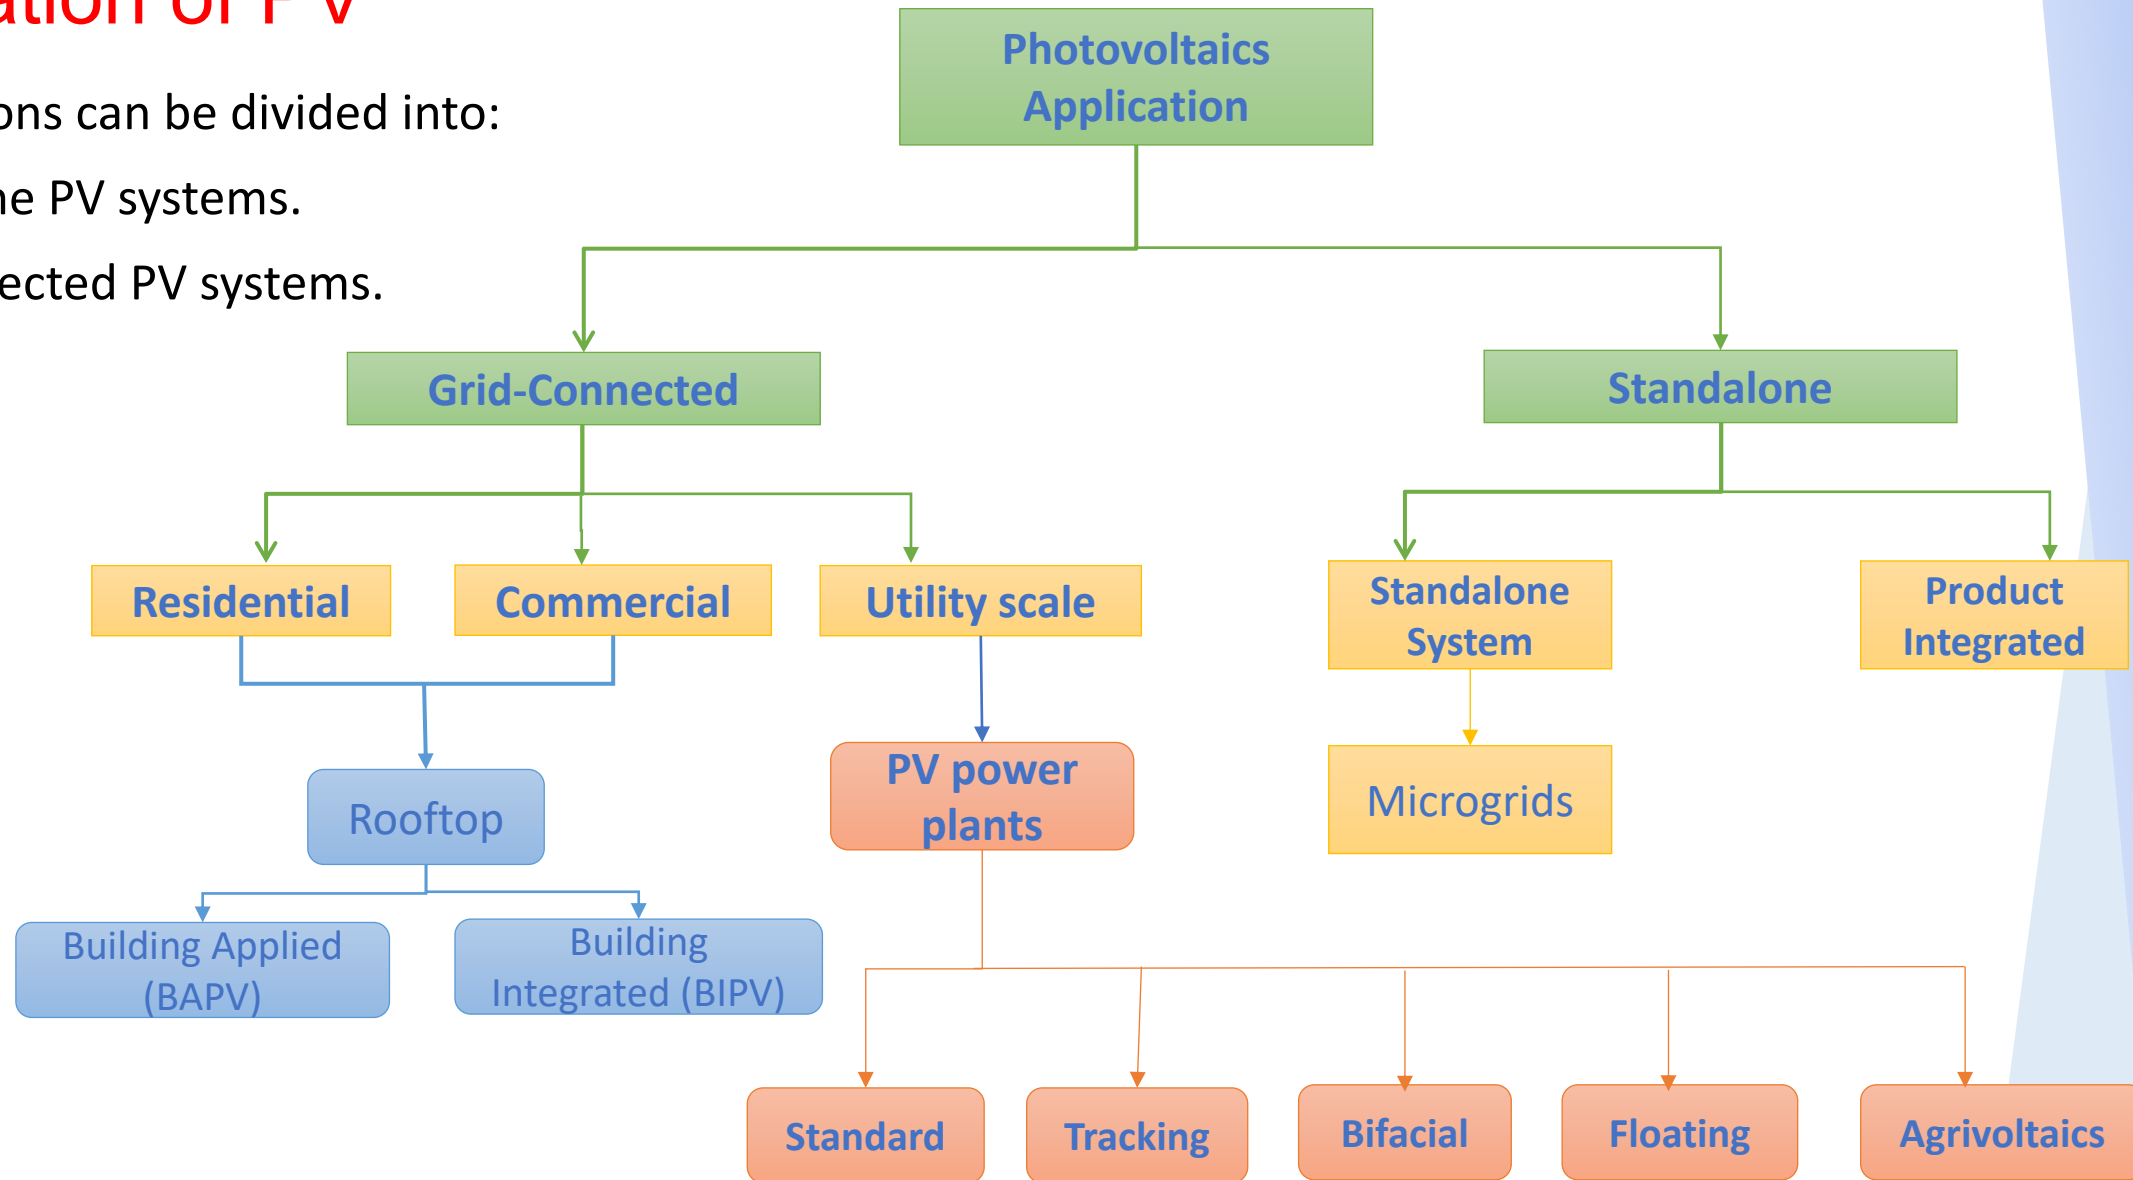 ation of PV
ons can be divided into:
ne PV systems.
ected PV systems.
Photovoltaics
Application
Grid-Connected
Standalone
Residential
Commercial
Utility scale
Standalone
System
Product
Integrated
PV power
plants
Microgrids
Rooftop
Building Applied
(BAPV)
Building
Integrated (BIPV)
Standard
Tracking
Bifacial
Floating
Agrivoltaics